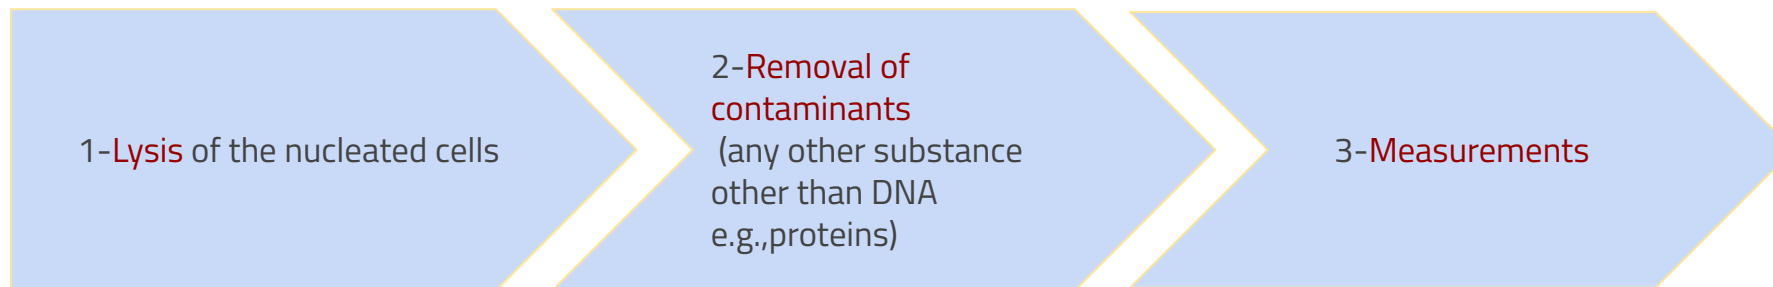 1-Lysis of the nucleated cells
2-Removal of
contaminants
(any other substance
other than DNA
e.g.,proteins)
3-Measurements